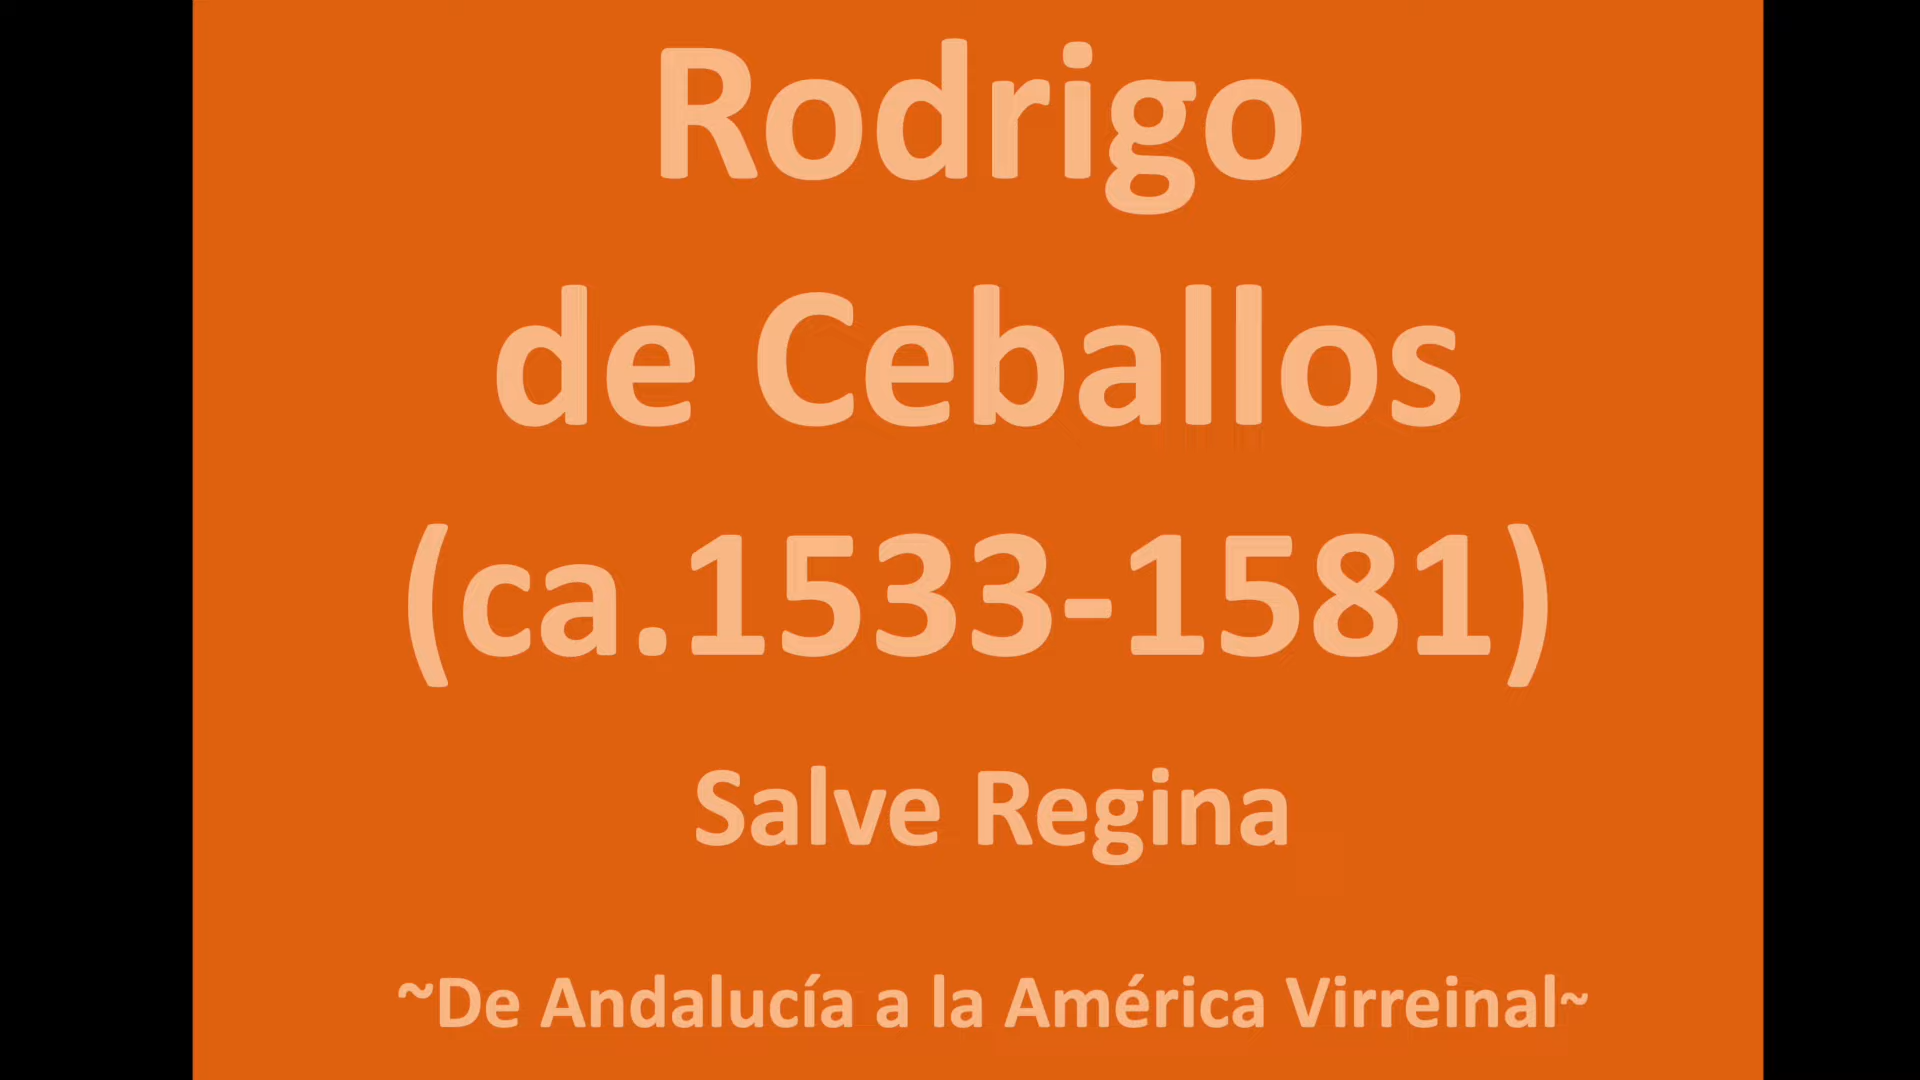 Rodrigo
de Ceballos
(ca.1533-1581)
Salve Regina
~De Andalucía a la América Virreinal~